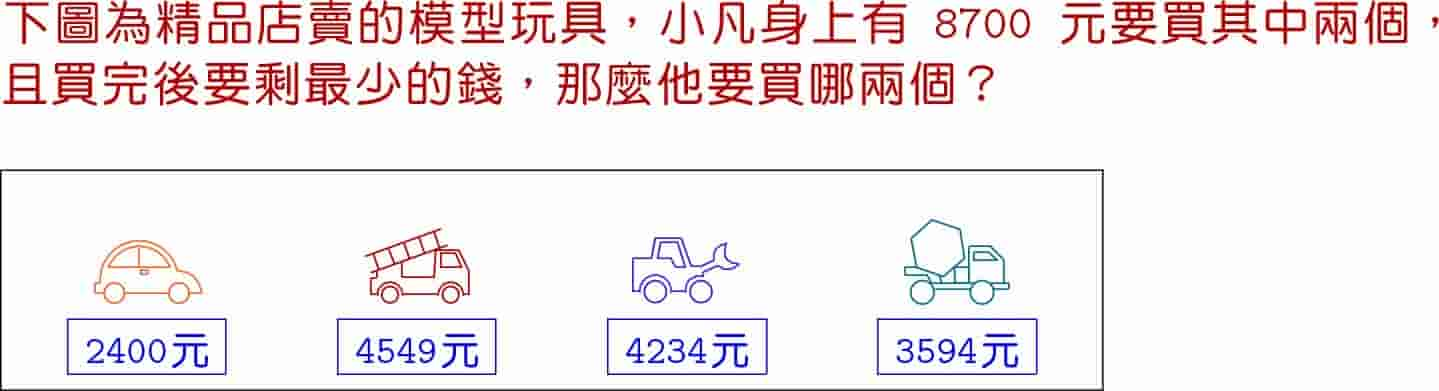 下圖為精品店賣的模型玩具，小凡身上有 8700 元要買其中兩個，
且買完後要剩最少的錢，那麼他要買哪兩個？
2400元 4549元 4234元 3594元